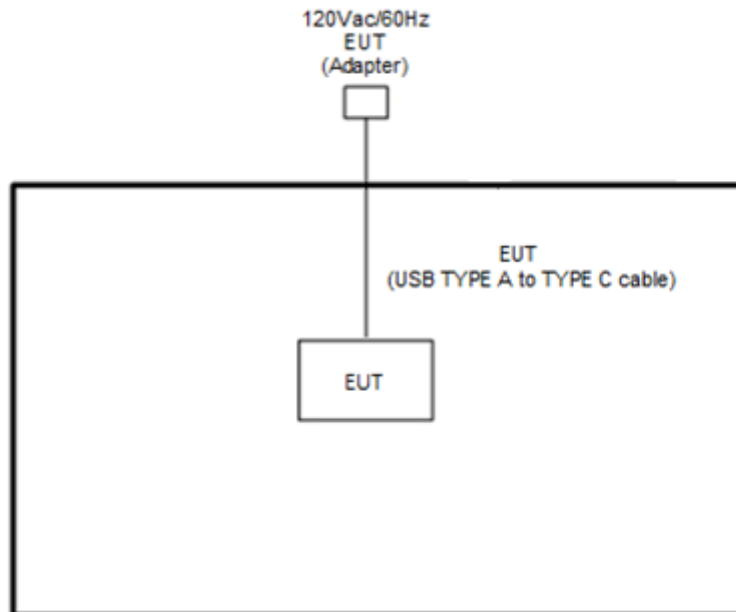 120Vac/60Hz
EUT
(Adapter)
EUT
(USB TYPE A to TYPE C cable)
EUT